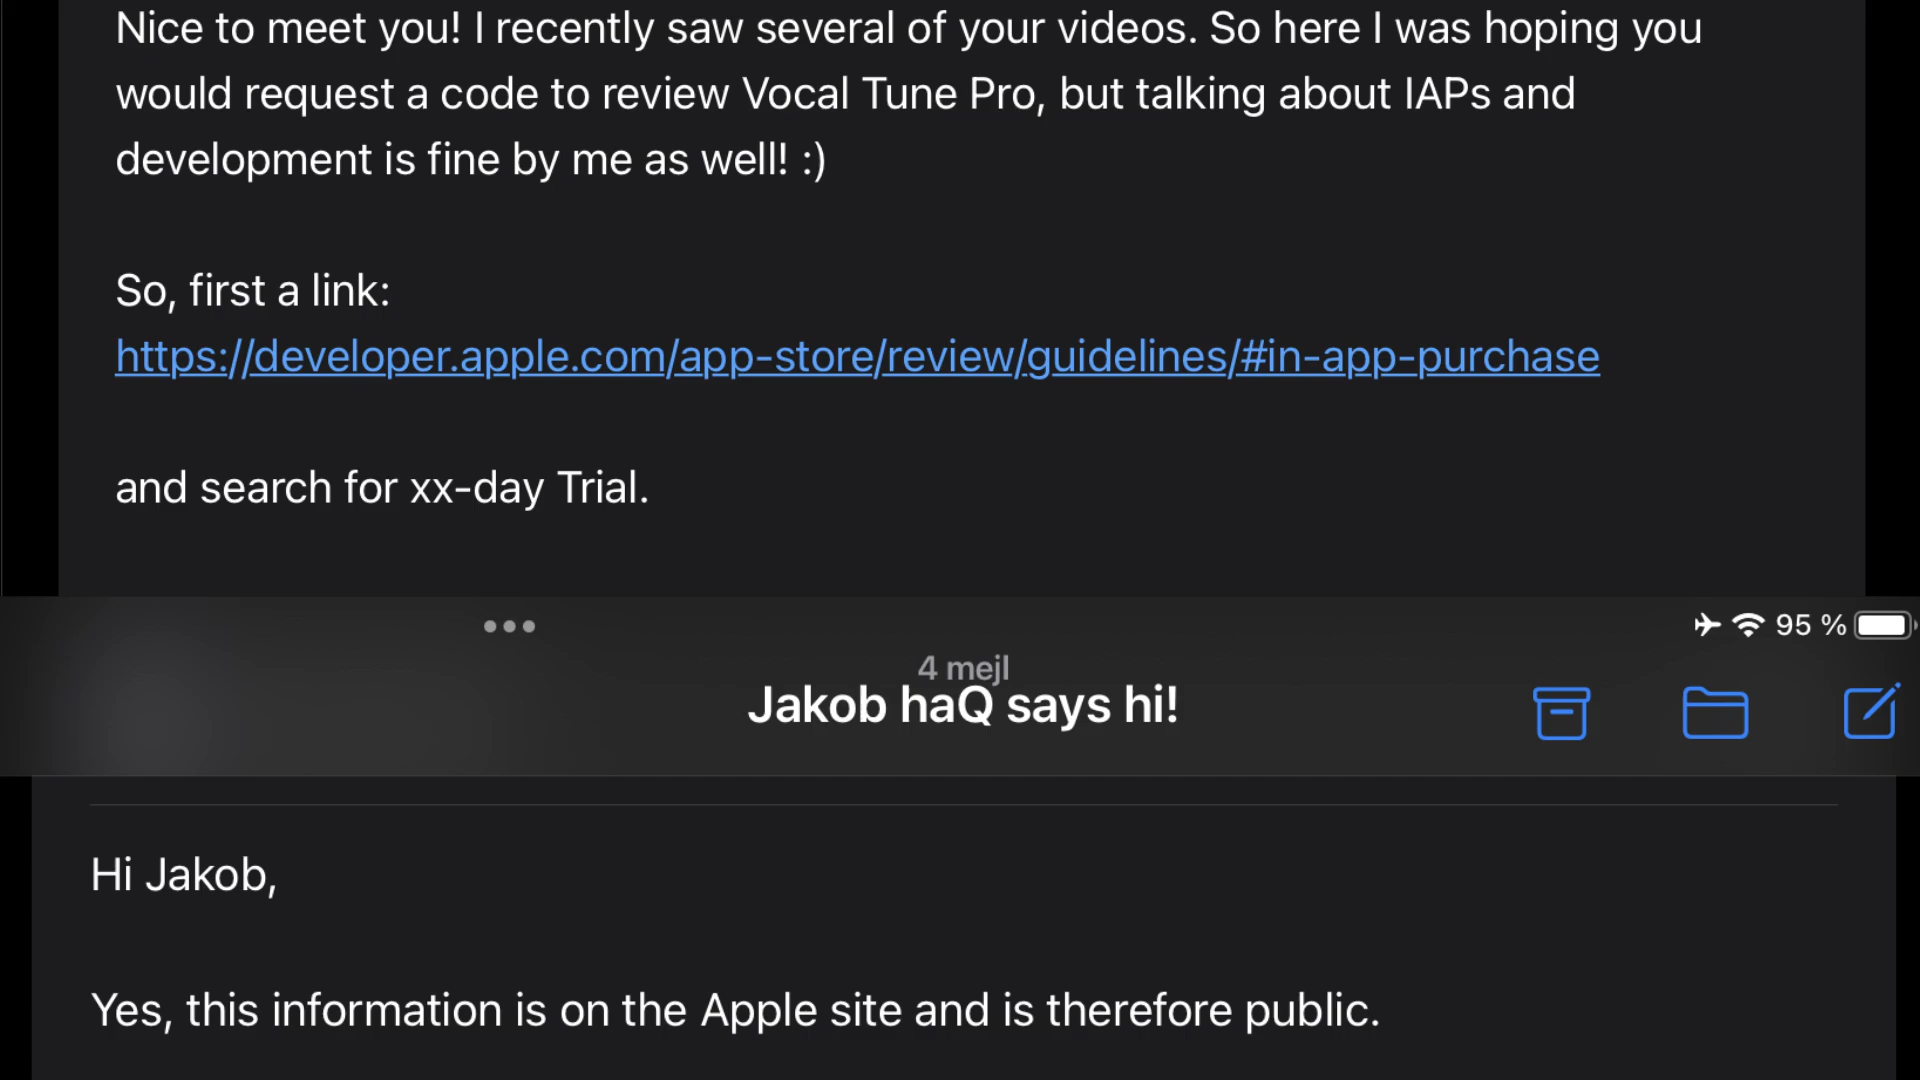 Nice to meet you! I recently saw several of your videos. So here I was hoping you
would request a code to review Vocal Tune Pro, but talking about IAPs and
development is fine by me as well! :)
So, first a link:
https://developer.apple.com/app-store/review/guidelines/#in-app-purchase
and search for xx-day Trial.
95 %
4 mejl
Jakob haQ says hi!
Hi Jakob,
Yes, this information is on the Apple site and is therefore public.